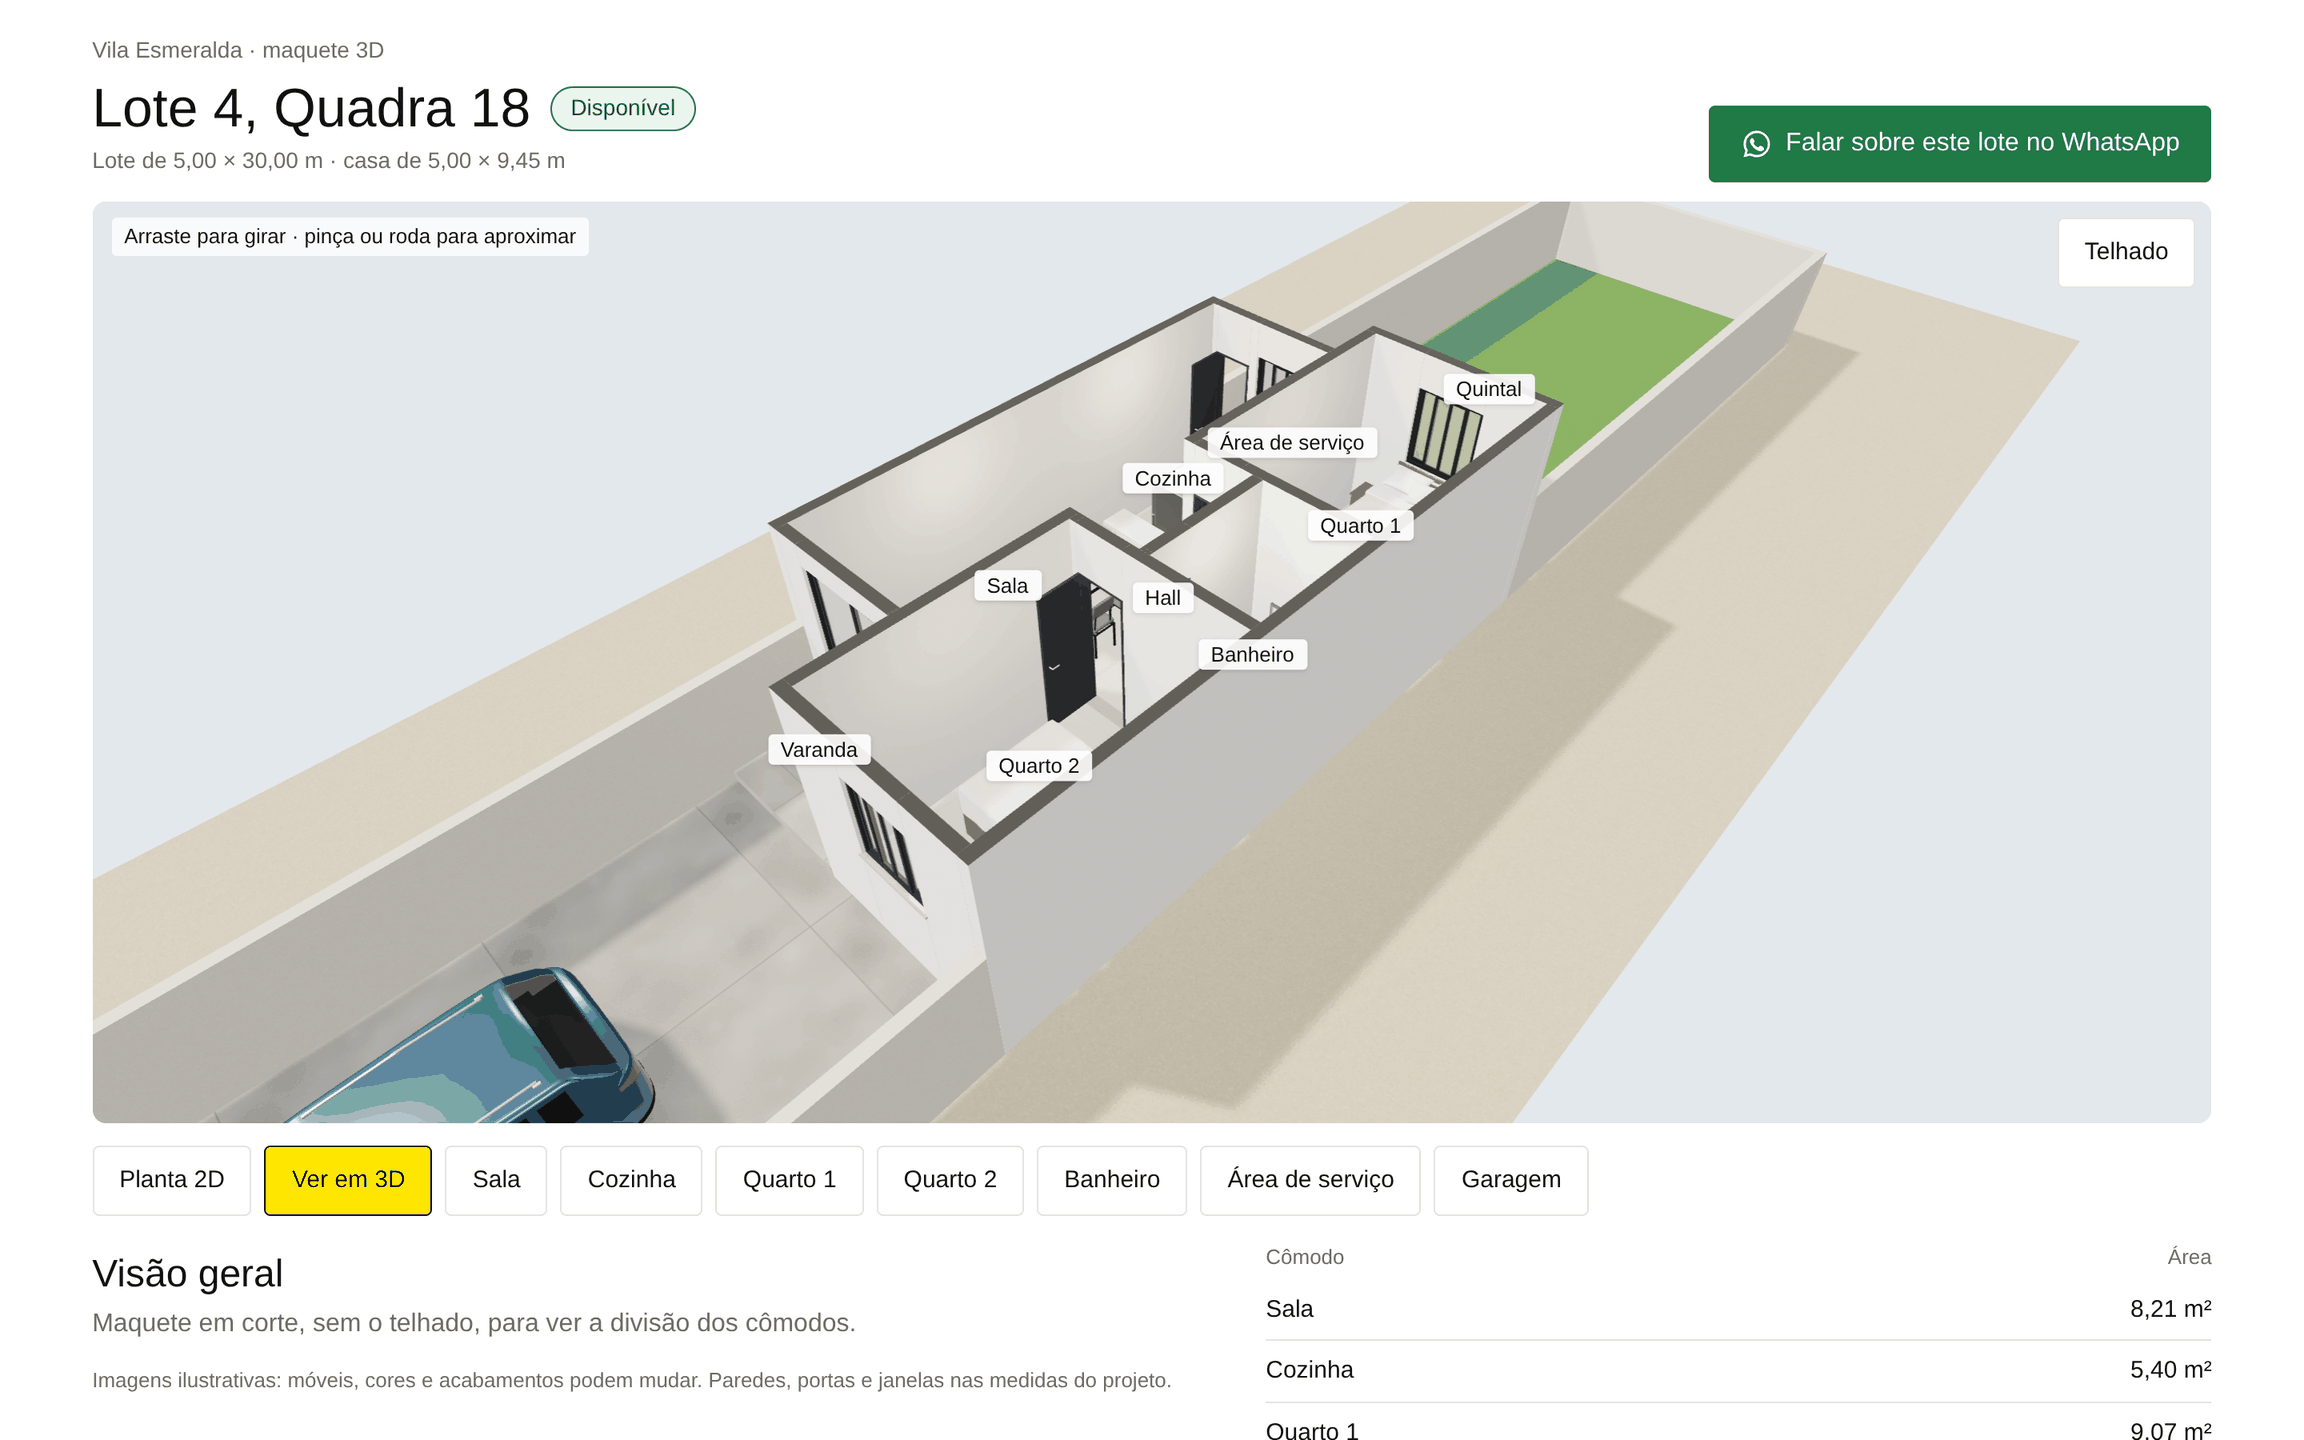 Vila Esmeralda · maquete 3D
Lote 4, Quadra 18
Disponível
Lote de 5,00 × 30,00 m · casa de 5,00 × 9,45 m
Falar sobre este lote no WhatsApp
Arraste para girar · pinça ou roda para aproximar
Telhado
Quintal
Área de serviço
Cozinha
Quarto 1
Sala
Hall
Banheiro
Varanda
Quarto 2
Planta 2D
Ver em 3D
Sala
Cozinha
Quarto 1
Quarto 2
Banheiro
Área de serviço
Garagem
Visão geral
Maquete em corte, sem o telhado, para ver a divisão dos cômodos.
Imagens ilustrativas: móveis, cores e acabamentos podem mudar. Paredes, portas e janelas nas medidas do projeto.
Cômodo Área
Sala 8,21 m²
Cozinha 5,40 m²
Quarto 1 9,07 m²